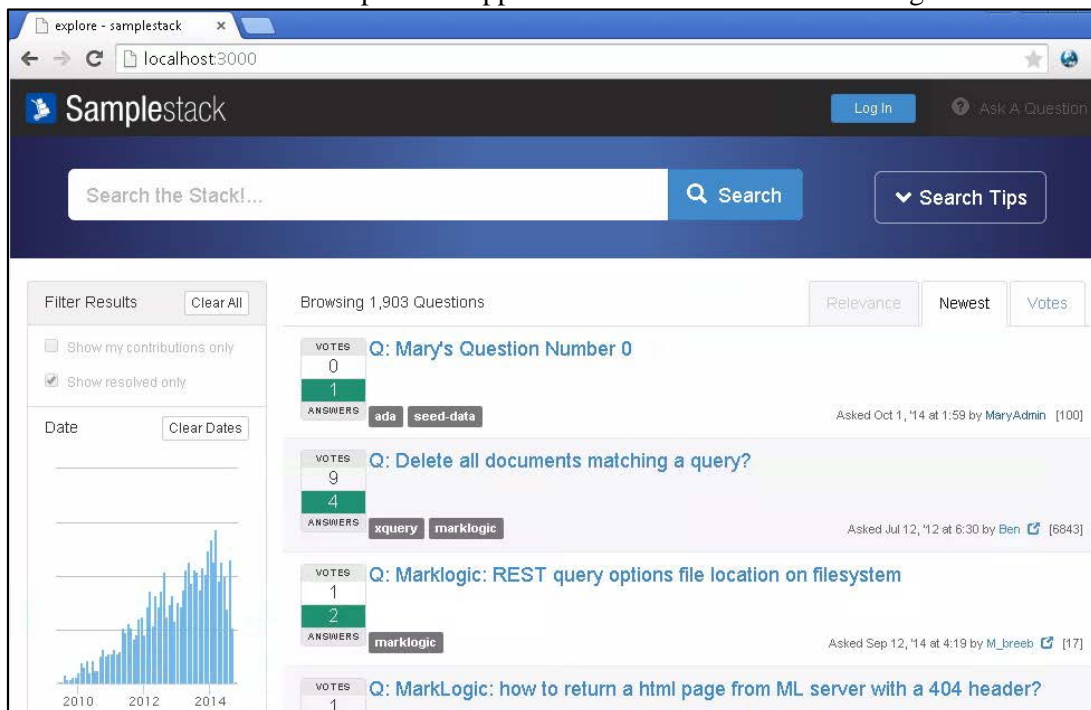 explore - samplestack
localhost:3000
Samplestack
Log In
Ask A Question
Search the Stack!...
Search
Search Tips
Filter Results
Clear All
Show my contributions only
Show resolved only
Date
Clear Dates
2010 2012 2014
Browsing 1,903 Questions
Relevance
Newest
Votes
VOTES
0
1
ANSWERS
Q: Mary's Question Number 0
ada seed-data
Asked Oct 1, '14 at 1:59 by MaryAdmin [100]
VOTES
9
4
ANSWERS
Q: Delete all documents matching a query?
xquery marklogic
Asked Jul 12, '12 at 6:30 by Ben [6843]
VOTES
1
2
ANSWERS
Q: Marklogic: REST query options file location on filesystem
marklogic
Asked Sep 12, '14 at 4:19 by M_breeb [17]
VOTES
1
Q: MarkLogic: how to return a html page from ML server with a 404 header?